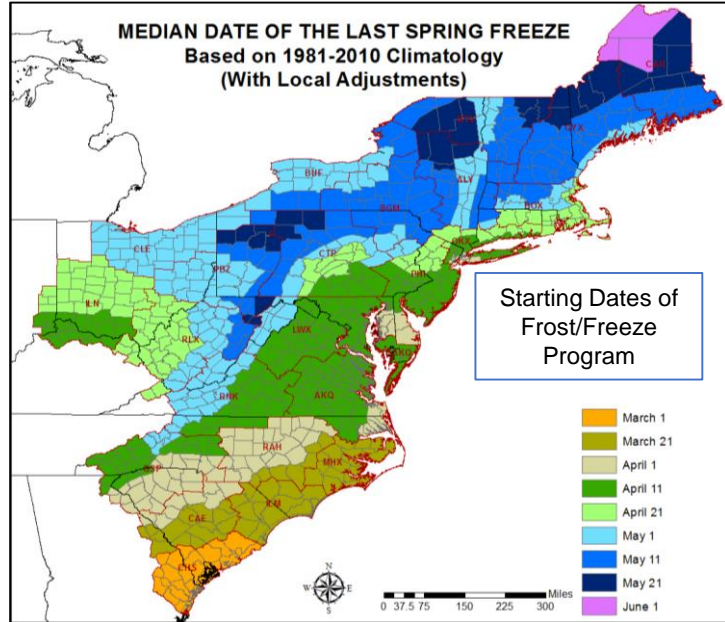 MEDIAN DATE OF THE LAST SPRING FREEZE
Based on 1981-2010 Climatology
(With Local Adjustments)
CAR
GYX
BUF
ALY
BOX
BGM
CLE
CTP
OKX
PBZ
PHI
ILN
LWX
RLX
AKQ
RNK
RAH
GSP
MHX
ILM
CAE
CHS
Starting Dates of
Frost/Freeze
Program
March 1
March 21
April 1
April 11
April 21
May 1
May 11
May 21
June 1
N
W
E
S
Miles
0 37.5 75 150 225 300